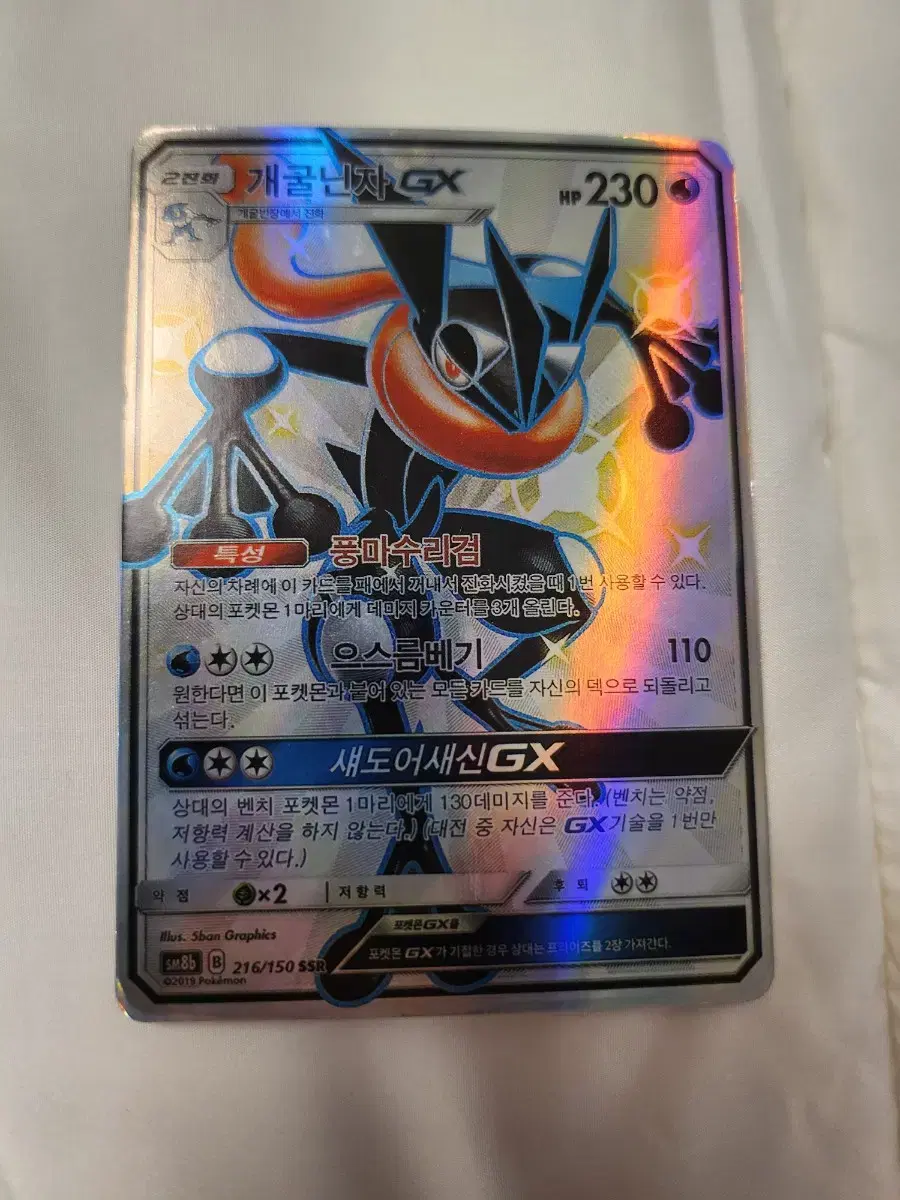 2진화
개굴닌자GX
HP 230
개굴반장에서 진화
특성 풍마수리검
자신의 차례에 이 카드를 패에서 꺼내서 진화시켰을 때 1번 사용할 수 있다.
상대의 포켓몬 1마리에게 데미지 카운터를 3개 올린다.
으스름베기 110
원한다면 이 포켓몬과 붙어 있는 모든 카드를 자신의 덱으로 되돌리고
섞는다.
섀도어새신GX
상대의 벤치 포켓몬 1마리에게 130데미지를 준다. (벤치는 약점,
저항력 계산을 하지 않는다.) (대전 중 자신은 GX기술을 1번만
사용할 수 있다.)
약점 ×2 저항력 후퇴
Illus. 5ban Graphics
포켓몬GX룰
포켓몬 GX가 기절한 경우 상대는 프라이즈를 2장 가져간다.
SM8b B 216/150 SSR
©2019 Pokémon